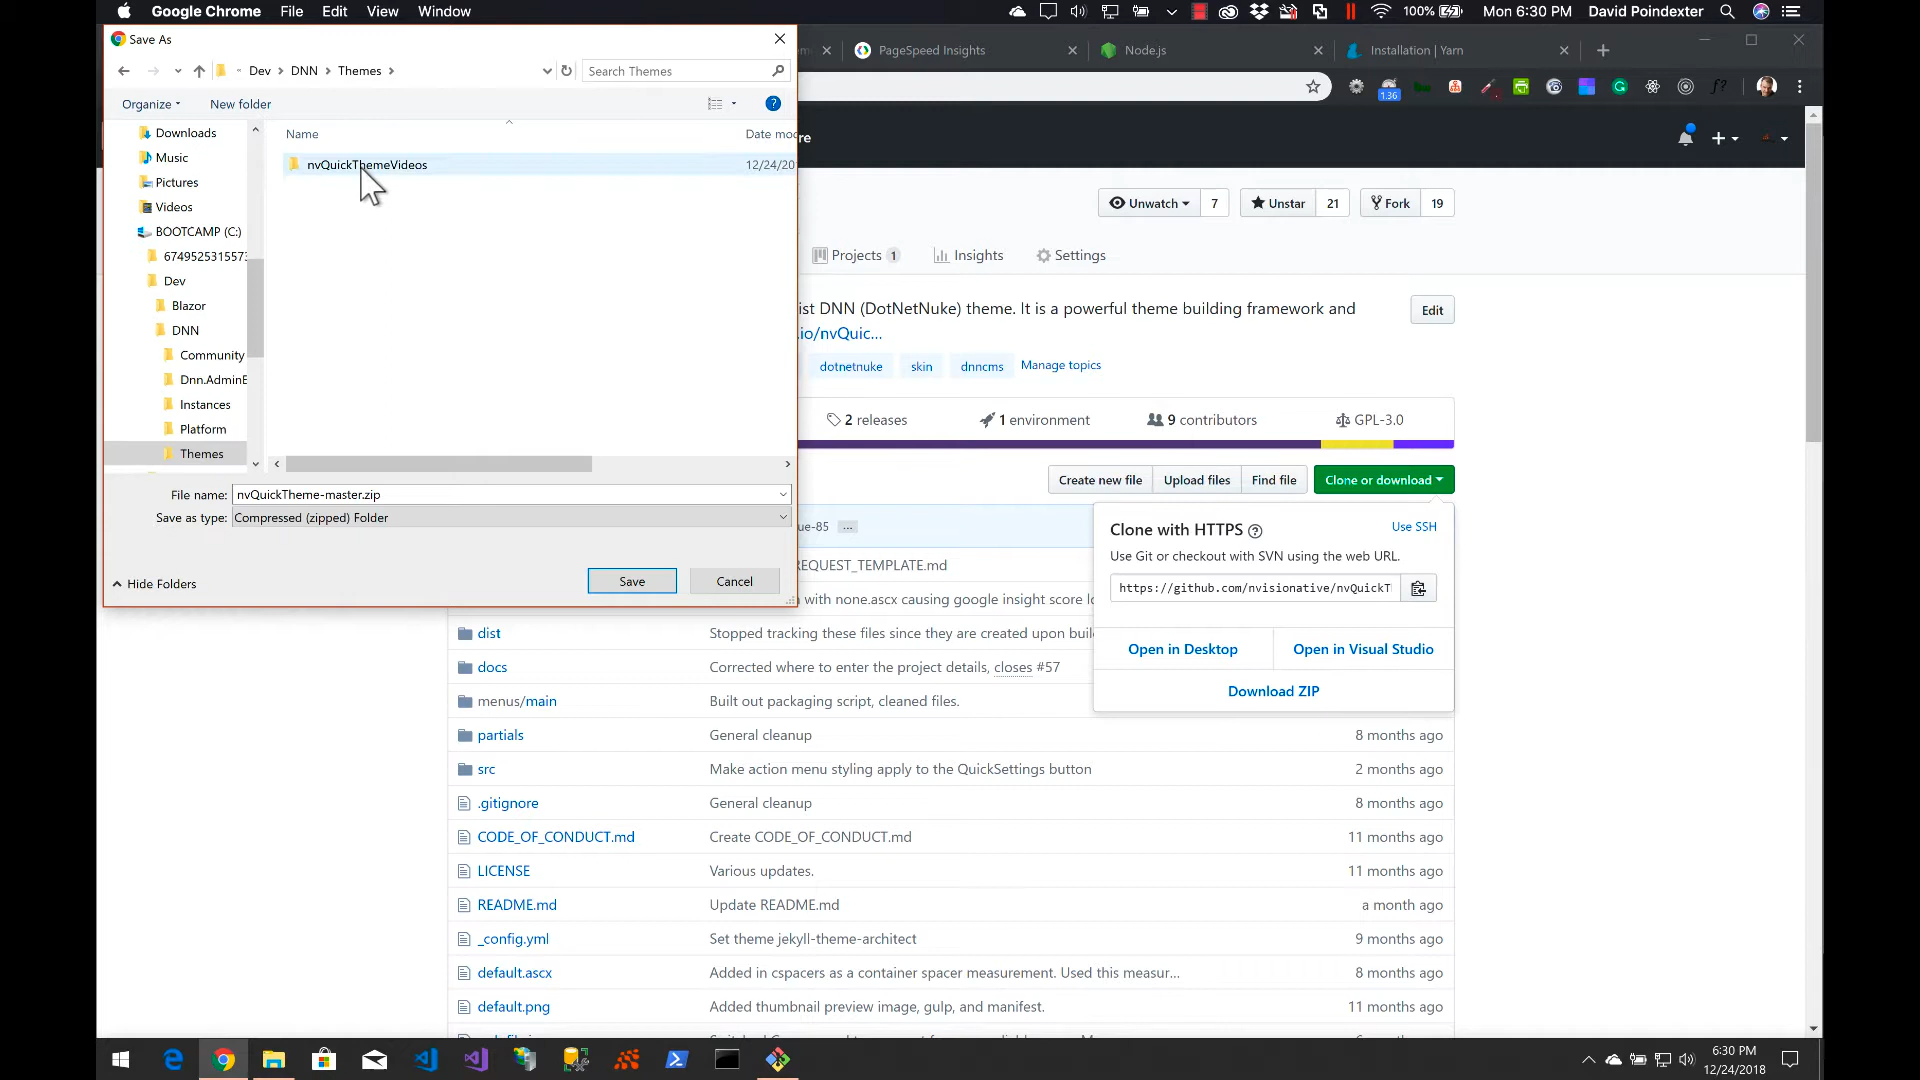 Google Chrome File Edit View Window
100% Mon 6:30 PM David Poindexter
Save As
PageSpeed Insights
Node.js
Installation | Yarn
« Dev > DNN > Themes >
Search Themes
1.36
Organize
New folder
Name
Date mod
nvQuickThemeVideos
12/24/20
Downloads
Music
Pictures
Videos
BOOTCAMP (C:)
6749525315573
Dev
Blazor
DNN
Community
Dnn.AdminE
Instances
Platform
Themes
File name: nvQuickTheme-master.zip
Save as type: Compressed (zipped) Folder
Hide Folders
Save
Cancel
Unwatch 7
Unstar 21
Fork 19
Projects 1
Insights
Settings
ist DNN (DotNetNuke) theme. It is a powerful theme building framework and
io/nvQuic...
Edit
dotnetnuke
skin
dnncms
Manage topics
2 releases
1 environment
9 contributors
GPL-3.0
Create new file
Upload files
Find file
Clone or download
ue-85 ...
Clone with HTTPS
Use SSH
Use Git or checkout with SVN using the web URL.
https://github.com/nvisionative/nvQuickT
Open in Desktop
Open in Visual Studio
Download ZIP
REQUEST_TEMPLATE.md
with none.ascx causing google insight score lo
dist Stopped tracking these files since they are created upon buil
docs Corrected where to enter the project details, closes #57
menus/main Built out packaging script, cleaned files.
partials General cleanup 8 months ago
src Make action menu styling apply to the QuickSettings button 2 months ago
.gitignore General cleanup 8 months ago
CODE_OF_CONDUCT.md Create CODE_OF_CONDUCT.md 11 months ago
LICENSE Various updates. 11 months ago
README.md Update README.md a month ago
_config.yml Set theme jekyll-theme-architect 9 months ago
default.ascx Added in cspacers as a container spacer measurement. Used this measur... 8 months ago
default.png Added thumbnail preview image, gulp, and manifest. 11 months ago
6:30 PM
12/24/2018